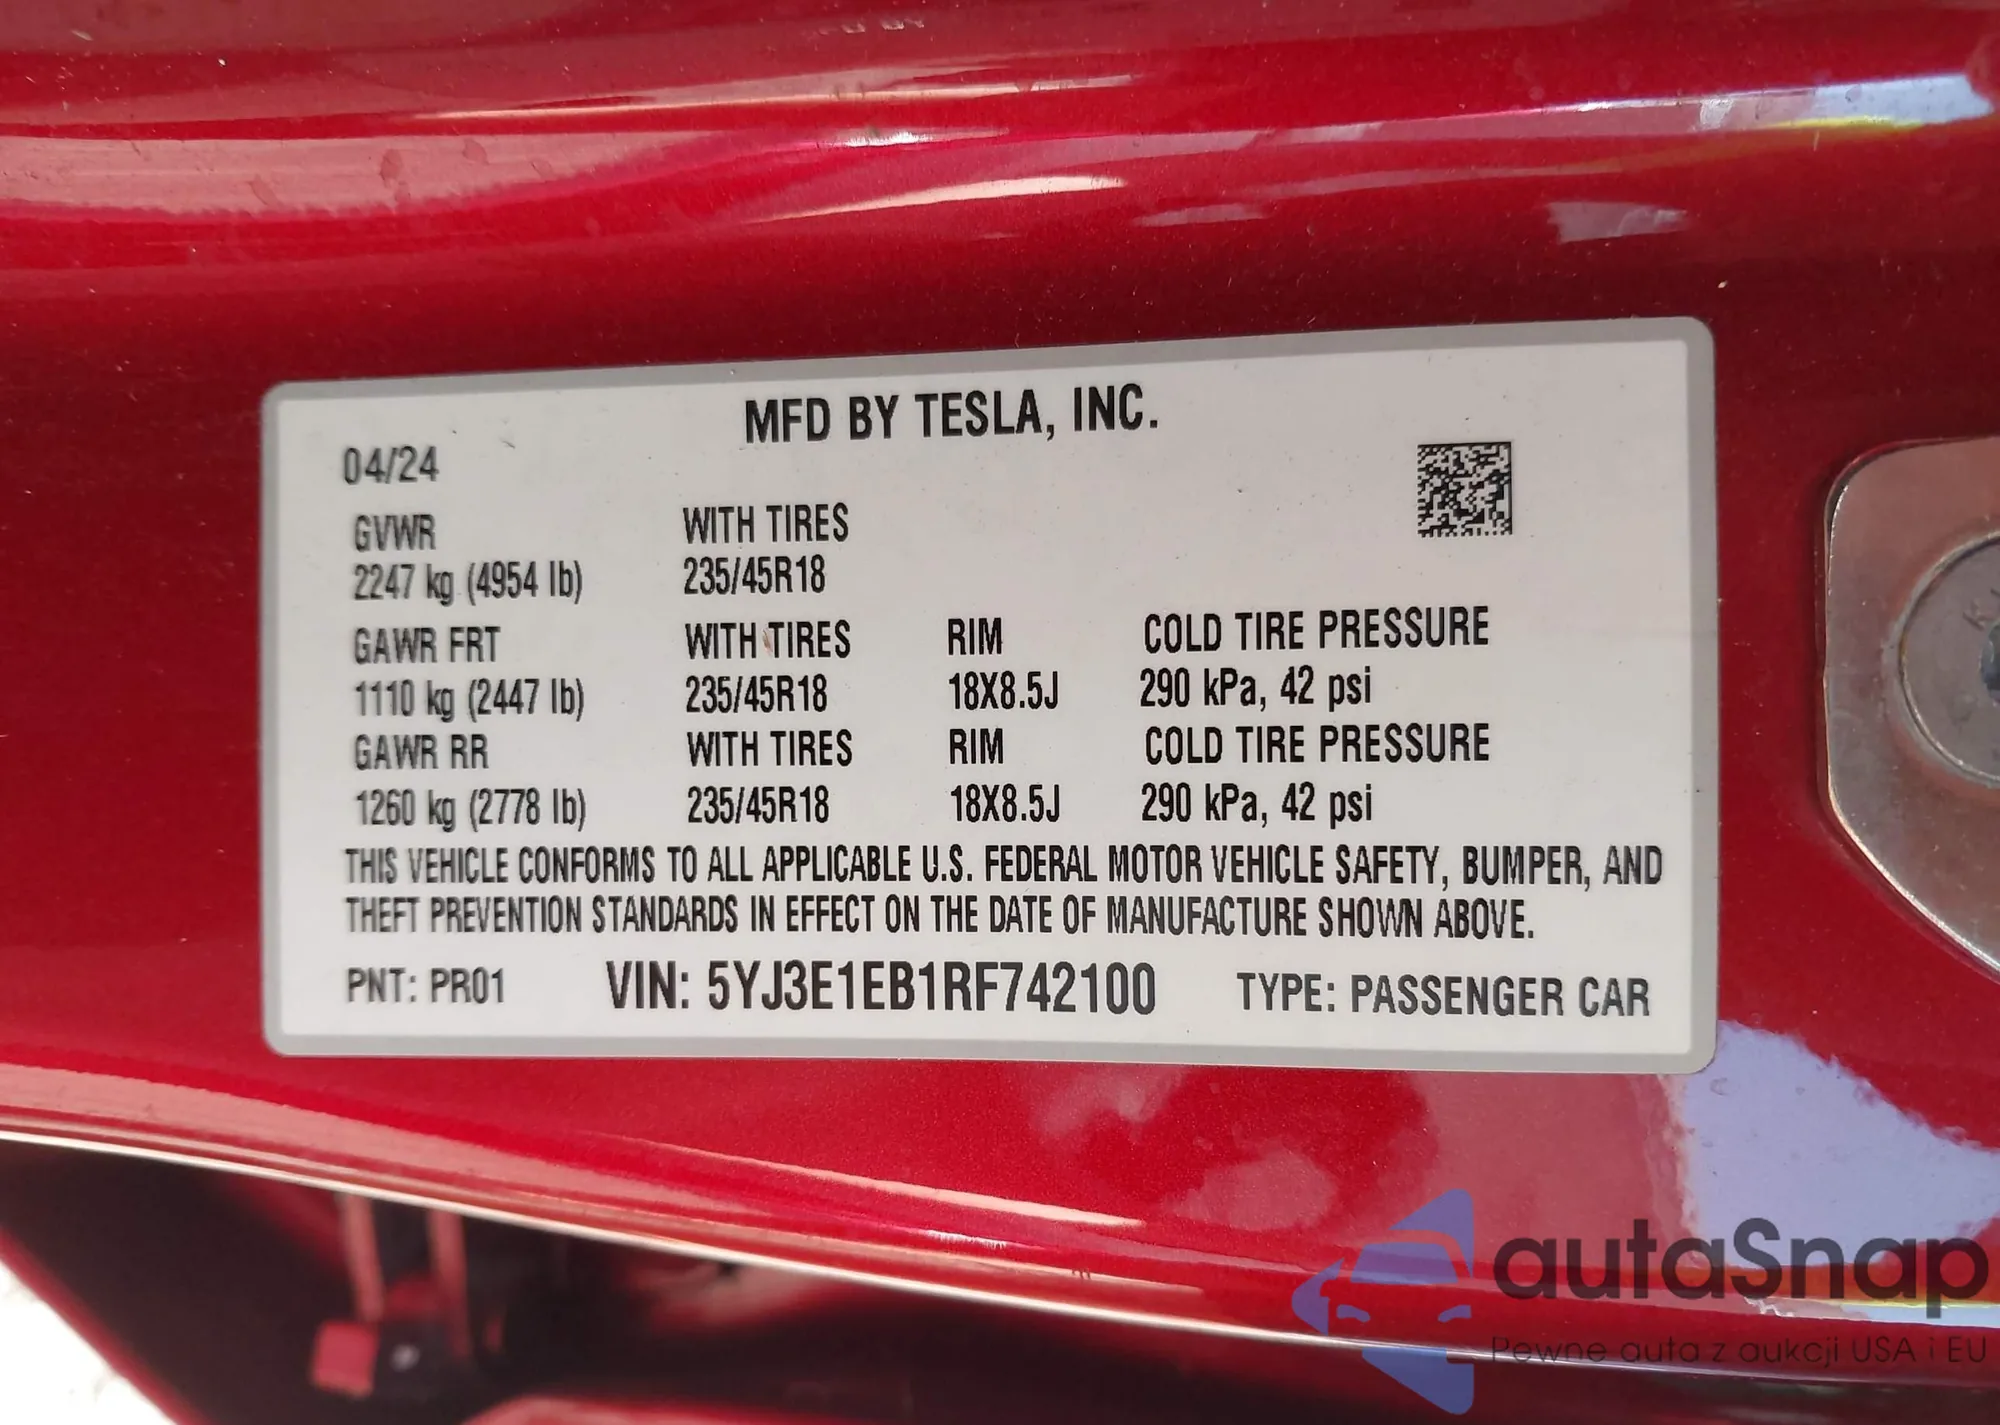 MFD BY TESLA, INC.
04/24
GVWR WITH TIRES
2247 kg (4954 lb) 235/45R18
GAWR FRT WITH TIRES RIM COLD TIRE PRESSURE
1110 kg (2447 lb) 235/45R18 18X8.5J 290 kPa, 42 psi
GAWR RR WITH TIRES RIM COLD TIRE PRESSURE
1260 kg (2778 lb) 235/45R18 18X8.5J 290 kPa, 42 psi
THIS VEHICLE CONFORMS TO ALL APPLICABLE U.S. FEDERAL MOTOR VEHICLE SAFETY, BUMPER, AND
THEFT PREVENTION STANDARDS IN EFFECT ON THE DATE OF MANUFACTURE SHOWN ABOVE.
PNT: PR01 VIN: 5YJ3E1EB1RF742100 TYPE: PASSENGER CAR
autaSnap
Pewne auta z aukcji USA i EU